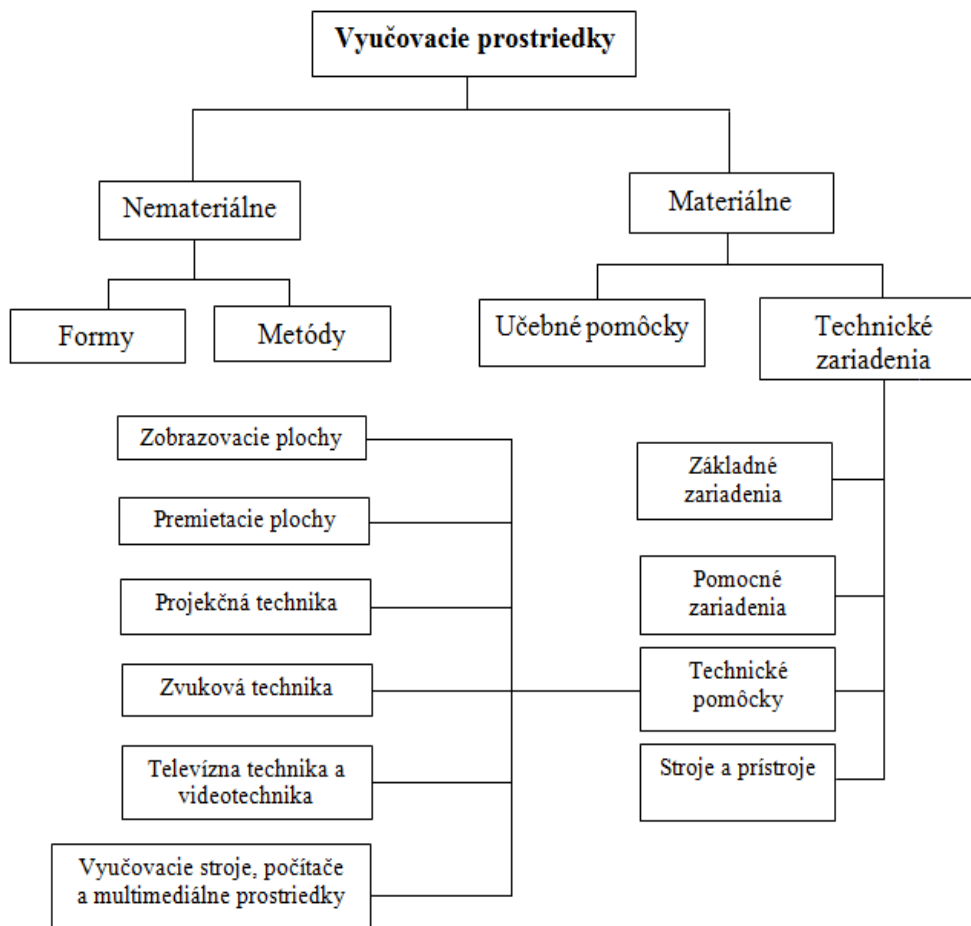 Vyučovacie prostriedky
Nemateriálne
Materiálne
Formy
Metódy
Učebné pomôcky
Technické
zariadenia
Zobrazovacie plochy
Premietacie plochy
Projekčná technika
Zvuková technika
Televízna technika a
videotechnika
Vyučovacie stroje, počítače
a multimediálne prostriedky
Základné
zariadenia
Pomocné
zariadenia
Technické
pomôcky
Stroje a prístroje